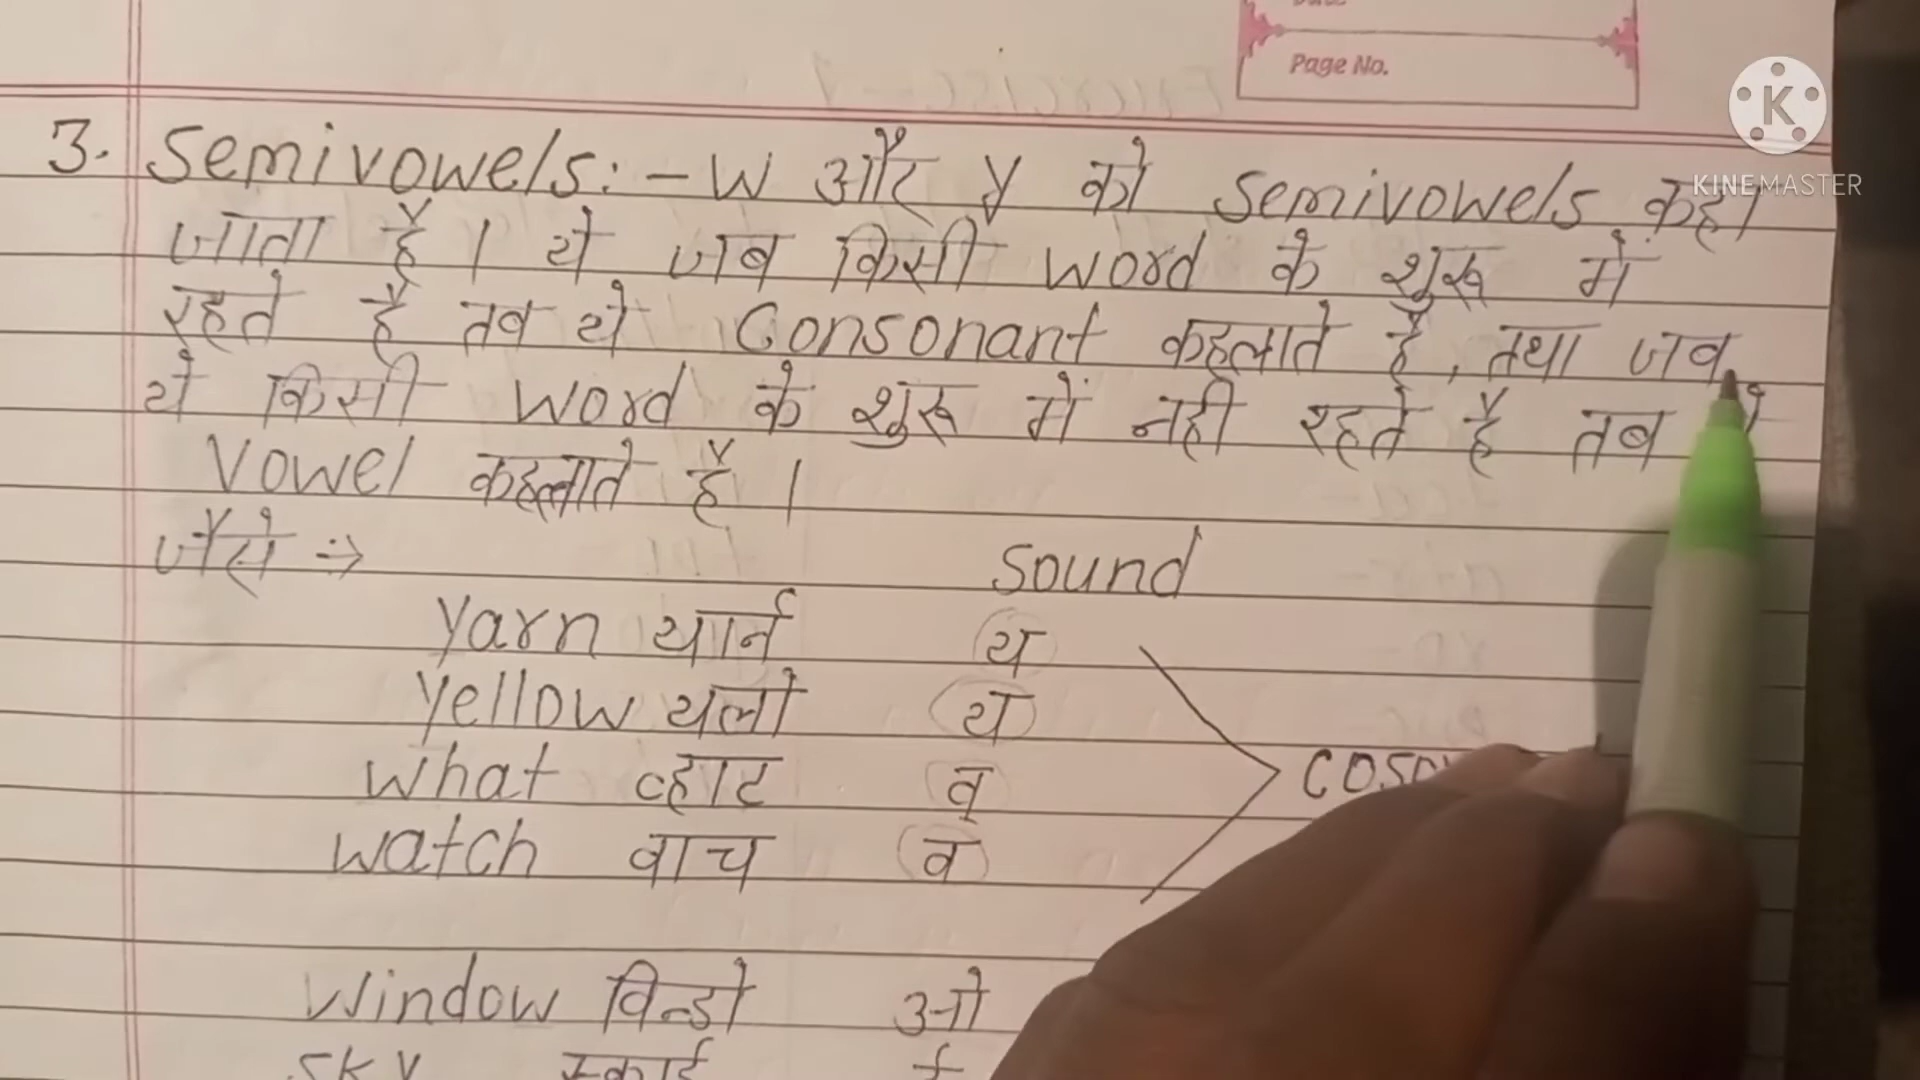 Page No.
KINEMASTER
3. Semivowels:- W और y को semivowels कहा
जाता है । ये जब किसी word के शुरू में
रहते है तब ये Consonant कहलाते है, तथा जब
ये किसी word के शुरू में नही रहते है तब
Vowel कहलाते है ।
जैसे ⇒ Sound
Yarn यार्न य
Yellow यलो य
What व्हाट व
Watch वाच व
Window विन्डो ओ
SKY स्काई